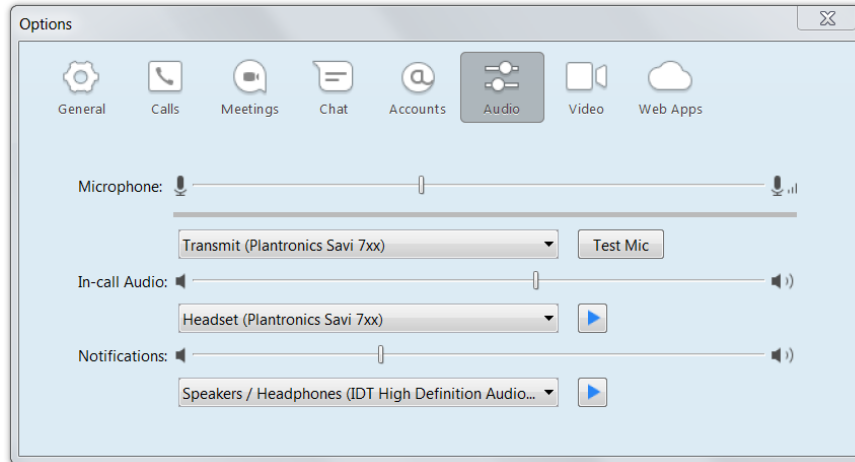 Options
General Calls Meetings Chat Accounts Audio Video Web Apps
Microphone:
Transmit (Plantronics Savi 7xx) Test Mic
In-call Audio:
Headset (Plantronics Savi 7xx)
Notifications:
Speakers / Headphones (IDT High Definition Audio...